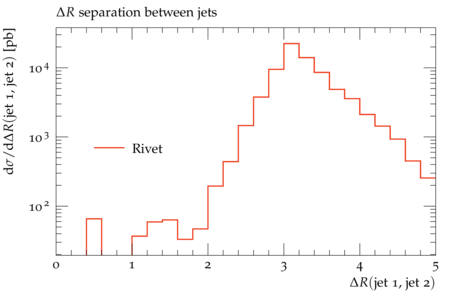 ΔR separation between jets
dσ/dΔR(jet 1, jet 2) [pb]
10⁴
10³
10²
Rivet
0 1 2 3 4 5
ΔR(jet 1, jet 2)